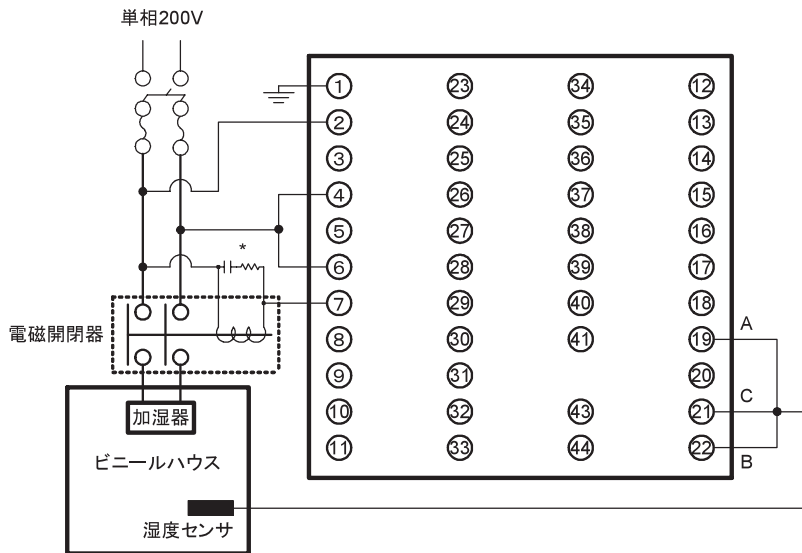 単相200V
① ㉓ ㉞ ⑫
② ㉔ ㉟ ⑬
③ ㉕ ㊱ ⑭
④ ㉖ ㊲ ⑮
⑤ ㉗ ㊳ ⑯
*
⑥ ㉘ ㊴ ⑰
⑦ ㉙ ㊵ ⑱
電磁開閉器
⑧ ㉚ ㊶ ⑲ A
⑨ ㉛ ⑳
⑩ ㉜ ㊸ ㉑ C
⑪ ㉝ ㊹ ㉒ B
加湿器
ビニールハウス
湿度センサ